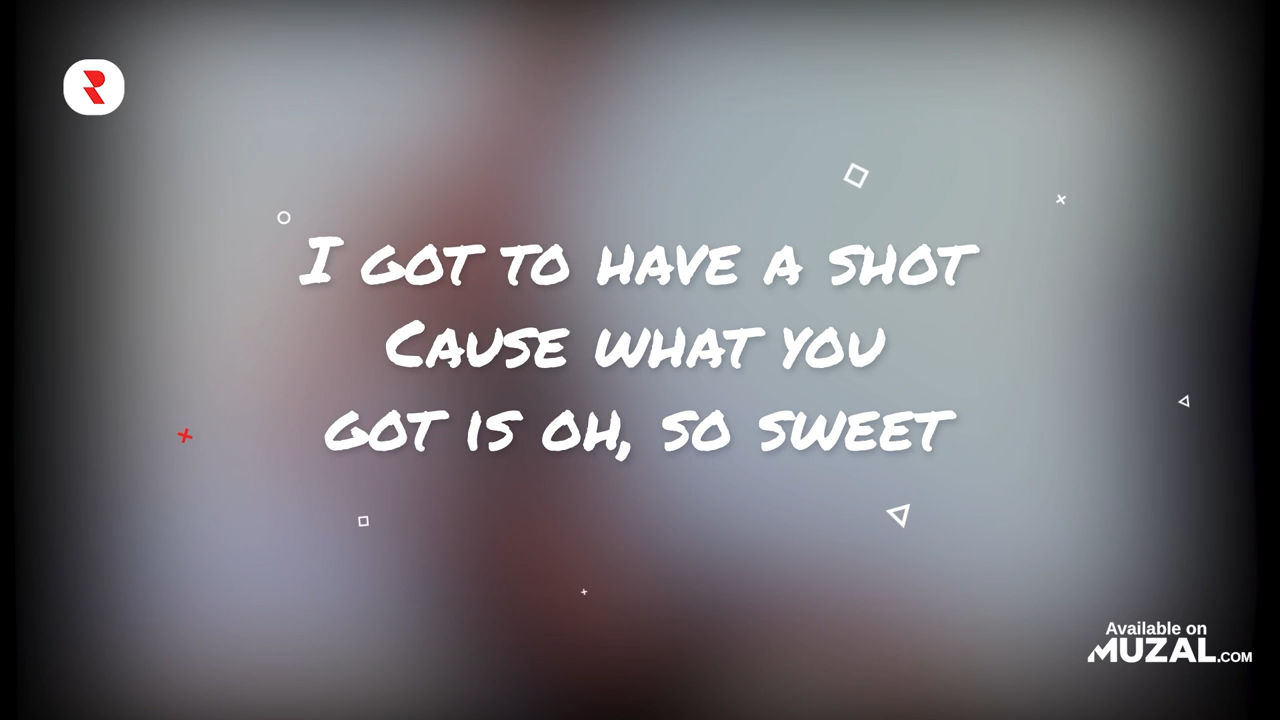 I GOT TO HAVE A SHOT
CAUSE WHAT YOU
GOT IS OH, SO SWEET
Available on
MUZAL.COM